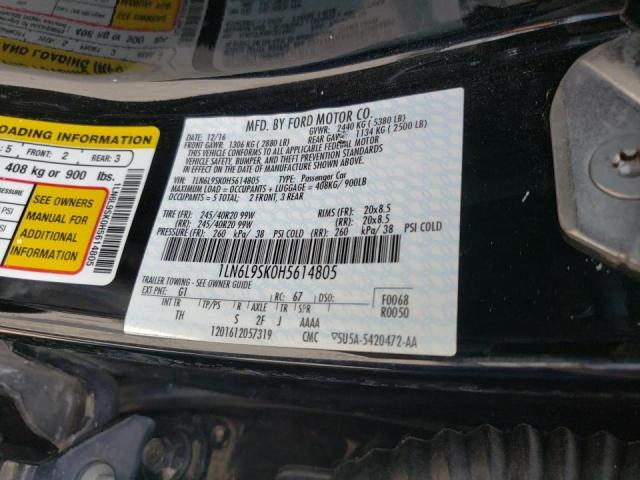 LOADING INFORMATION
: 5 FRONT: 2 REAR: 3
408 kg or 900 lbs.
PRESSURE
PSI
PSI
SEE OWNERS
MANUAL FOR
ADDITIONAL
INFORMATION
1LN6L9SK0H5614805
MFD. BY FORD MOTOR CO.
DATE: 12/16 GVWR: 2440 KG ( 5380 LB)
FRONT GAWR: 1306 KG ( 2880 LB) REAR GAWR: 1134 KG ( 2500 LB)
THIS VEHICLE CONFORMS TO ALL APPLICABLE FEDERAL MOTOR
VEHICLE SAFETY, BUMPER, AND THEFT PREVENTION STANDARDS
IN EFFECT ON THE DATE OF MANUFACTURE SHOWN ABOVE.
VIN: 1LN6L9SK0H5614805 TYPE: Passenger Car
MAXIMUM LOAD = OCCUPANTS + LUGGAGE = 408KG/ 900LB
OCCUPANTS = 5 TOTAL: 2 FRONT, 3 REAR
TIRE (FR): 245/40R20 99W RIMS (FR): 20x8.5
TIRE (RR): 245/40R20 99W (RR): 20x8.5
PRESSURE (FR): 260 kPa/ 38 PSI COLD (RR): 260 kPa/ 38 PSI COLD
1LN6L9SK0H5614805
TRAILER TOWING - SEE OWNER GUIDE
EXT PNT: G1 RC: 67 DSO: F0068
R0050
INT TR TP/PS R AXLE TR SPR
TH S 2F J AAAA
1201612057319 CMC 5U5A-5420472-AA